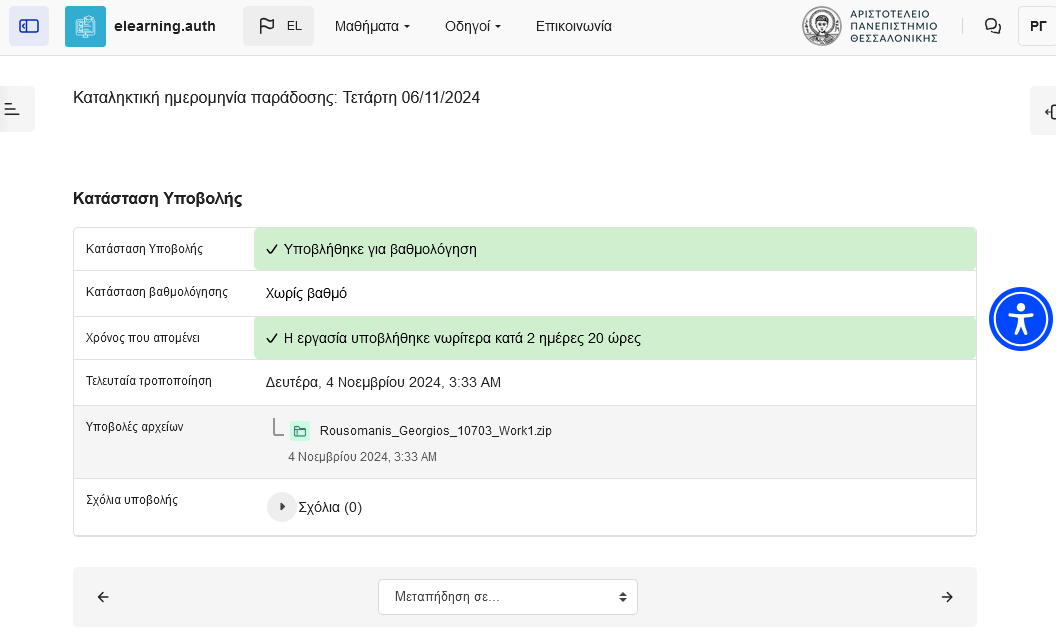 elearning.auth
EL
Μαθήματα
Οδηγοί
Επικοινωνία
ΑΡΙΣΤΟΤΕΛΕΙΟ
ΠΑΝΕΠΙΣΤΗΜΙΟ
ΘΕΣΣΑΛΟΝΙΚΗΣ
ΡΓ
Καταληκτική ημερομηνία παράδοσης: Τετάρτη 06/11/2024
Κατάσταση Υποβολής
Κατάσταση Υποβολής
Υποβλήθηκε για βαθμολόγηση
Κατάσταση βαθμολόγησης
Χωρίς βαθμό
Χρόνος που απομένει
Η εργασία υποβλήθηκε νωρίτερα κατά 2 ημέρες 20 ώρες
Τελευταία τροποποίηση
Δευτέρα, 4 Νοεμβρίου 2024, 3:33 AM
Υποβολές αρχείων
Rousomanis_Georgios_10703_Work1.zip
4 Νοεμβρίου 2024, 3:33 AM
Σχόλια υποβολής
Σχόλια (0)
Μεταπήδηση σε...